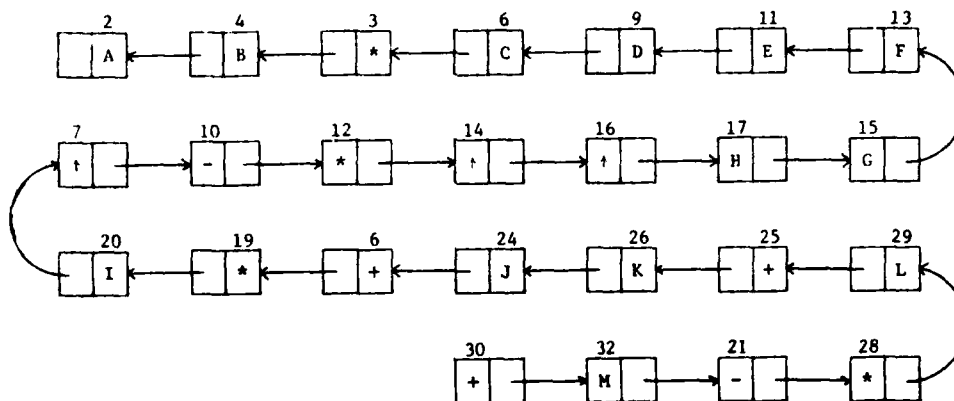 2 4 3 6 9 11 13
A B * C D E F
7 10 12 14 16 17 15
↑ - * ↑ ↑ H G
20 19 6 24 26 25 29
I * + J K + L
30 32 21 28
+ M - *